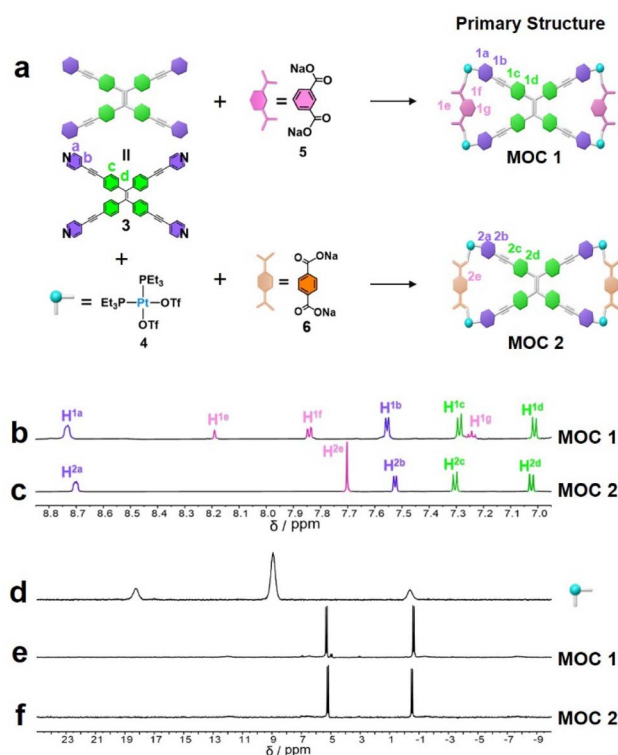 Primary Structure
a
1a
1b
1c
1d
1e
1f
1g
MOC 1
+
=
NaO
O
O
NaO
5
N
a
b
c
d
N
N
N
3
+
=
PEt3
Et3P
Pt
OTf
OTf
4
+
=
O
ONa
O
ONa
6
2a
2b
2c
2d
2e
MOC 2
b
H1a
H1e
H1f
H1b
H1c
H1g
H1d
MOC 1
c
H2a
H2e
H2b
H2c
H2d
MOC 2
8.8 8.7 8.6 8.5 8.4 8.3 8.2 8.1 8.0 7.9 7.8 7.7 7.6 7.5 7.4 7.3 7.2 7.1 7.0
δ / ppm
d
e
MOC 1
f
MOC 2
23 21 19 17 15 13 11 9 7 5 3 1 -1 -3 -5 -7 -9
δ / ppm